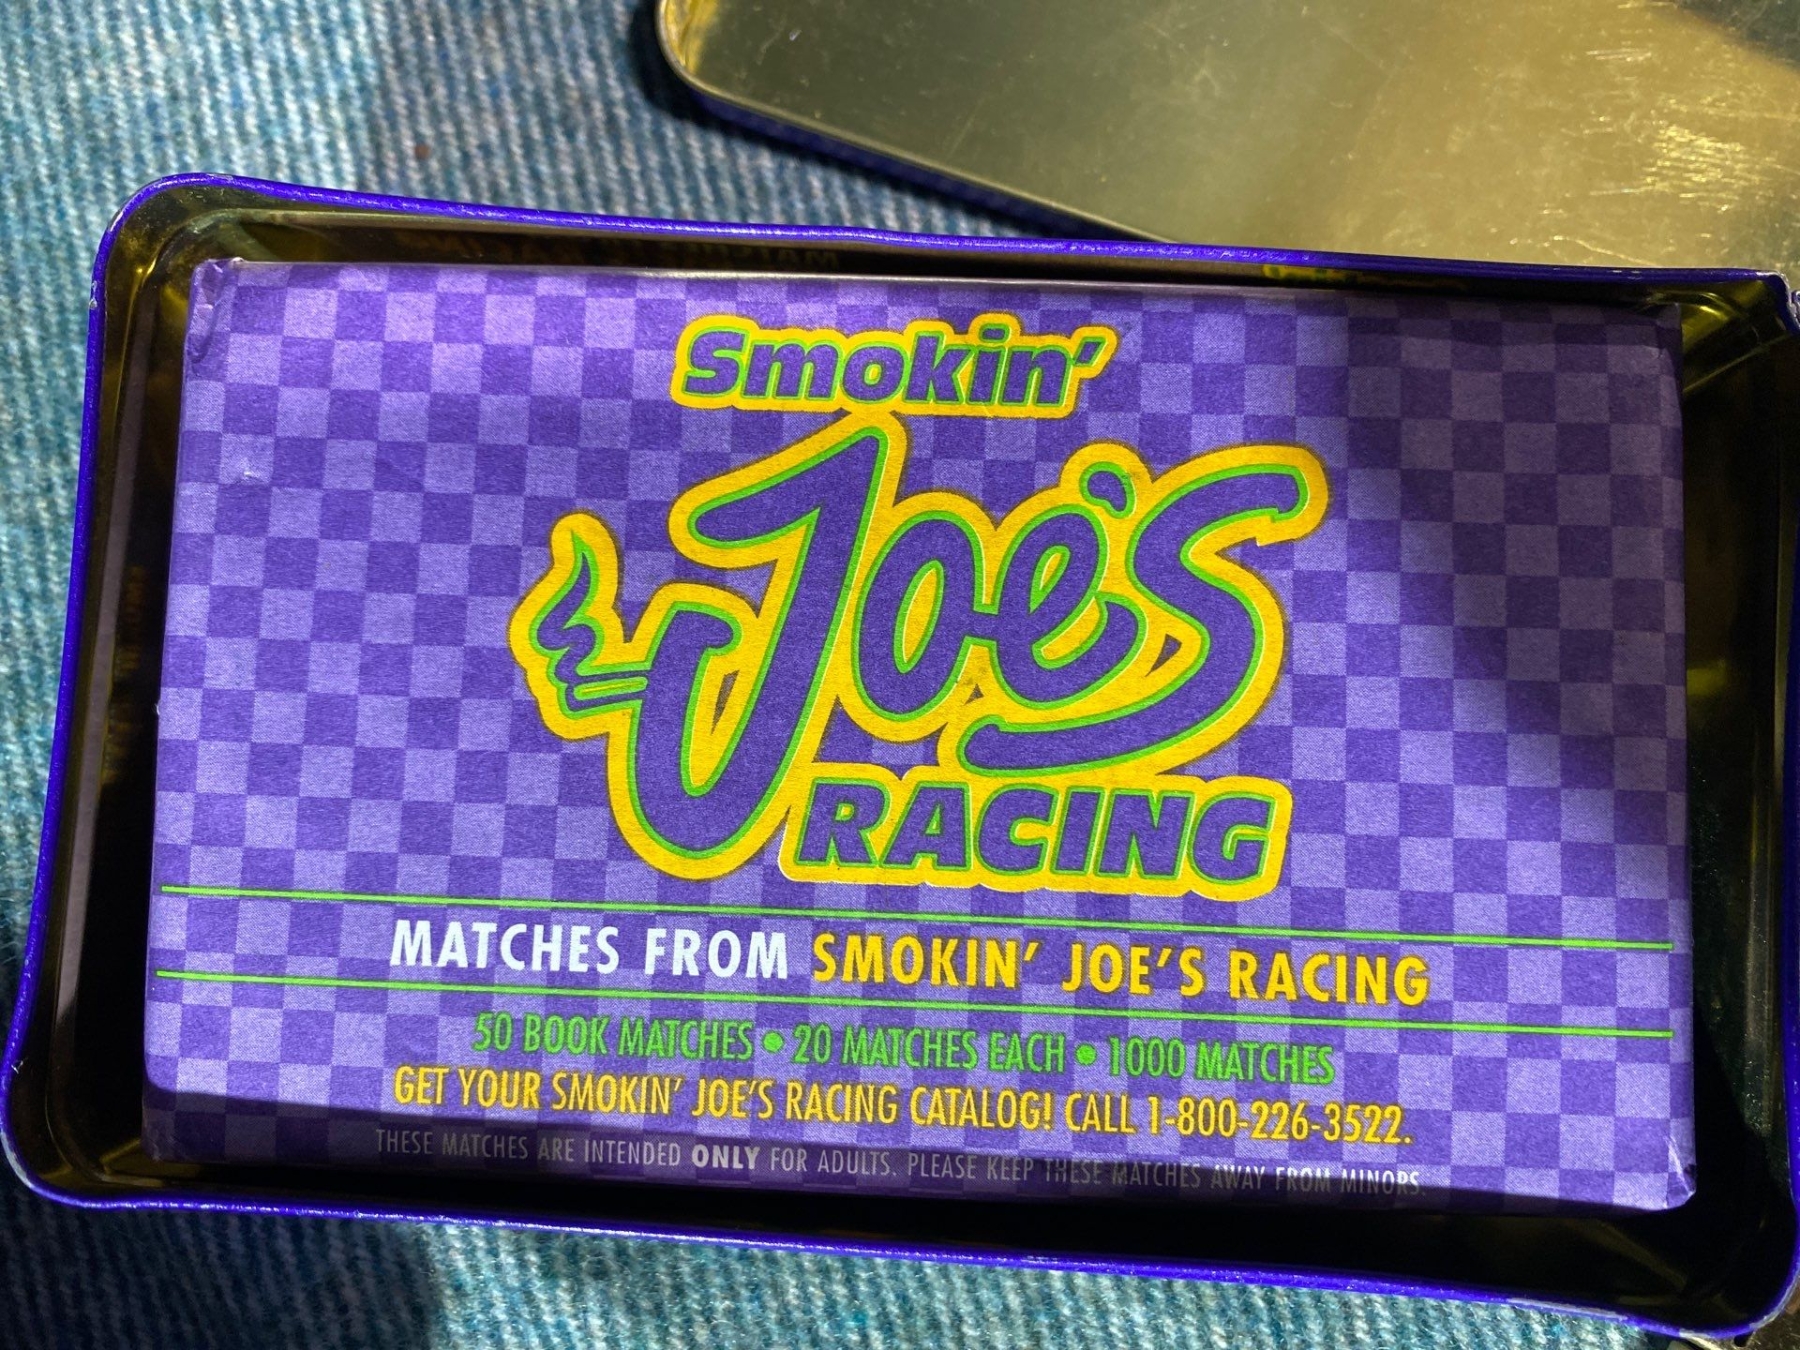 Smokin'
Joe's
RACING
MATCHES FROM SMOKIN' JOE'S RACING
50 BOOK MATCHES • 20 MATCHES EACH • 1000 MATCHES
GET YOUR SMOKIN' JOE'S RACING CATALOG! CALL 1-800-226-3522.
THESE MATCHES ARE INTENDED ONLY FOR ADULTS. PLEASE KEEP THESE MATCHES AWAY FROM MINORS.